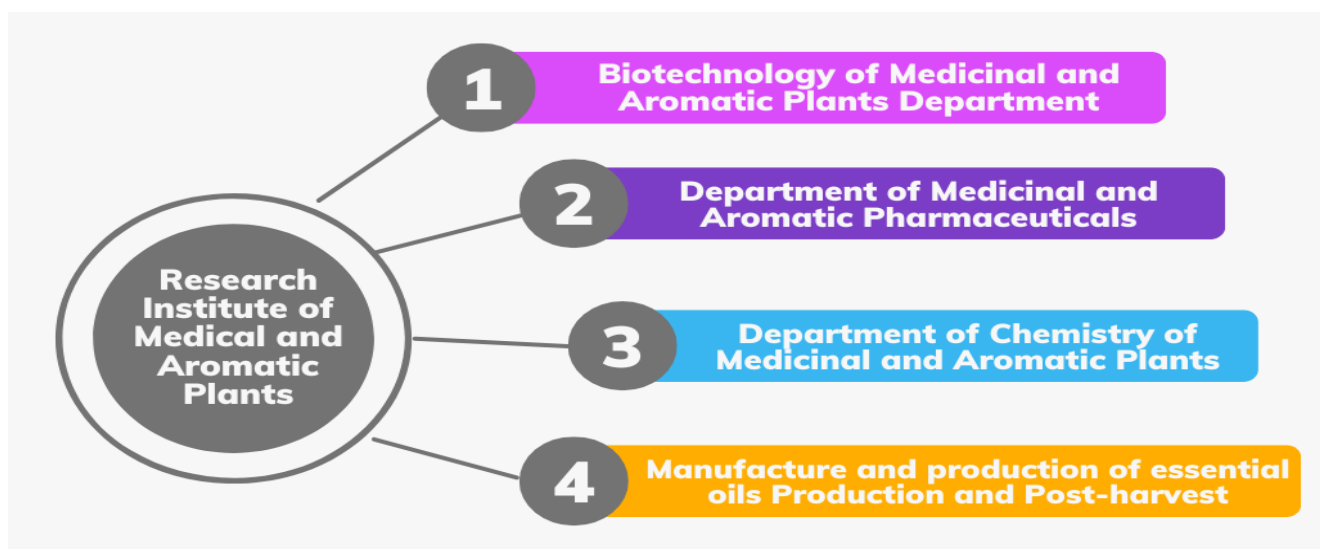 Research
Institute of
Medical and
Aromatic
Plants
1
Biotechnology of Medicinal and
Aromatic Plants Department
2
Department of Medicinal and
Aromatic Pharmaceuticals
3
Department of Chemistry of
Medicinal and Aromatic Plants
4
Manufacture and production of essential
oils Production and Post-harvest